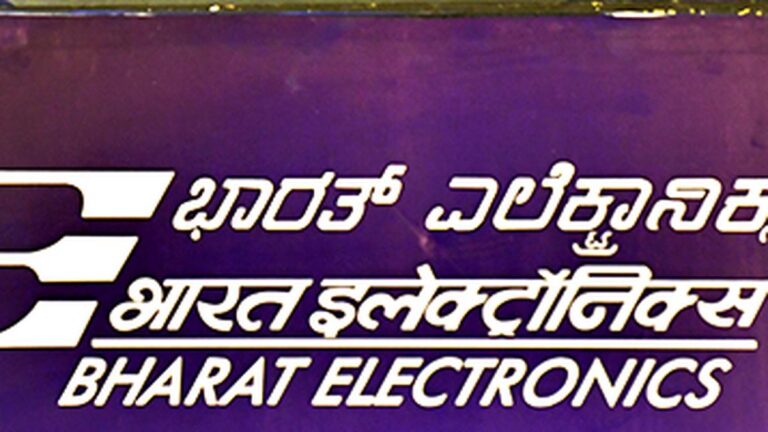 ಭಾರತ್ ಎಲೆಕ್ಟ್ರಾನಿಕ್ಸ
भारत इलेक्ट्रॉनिक्स
BHARAT ELECTRONICS